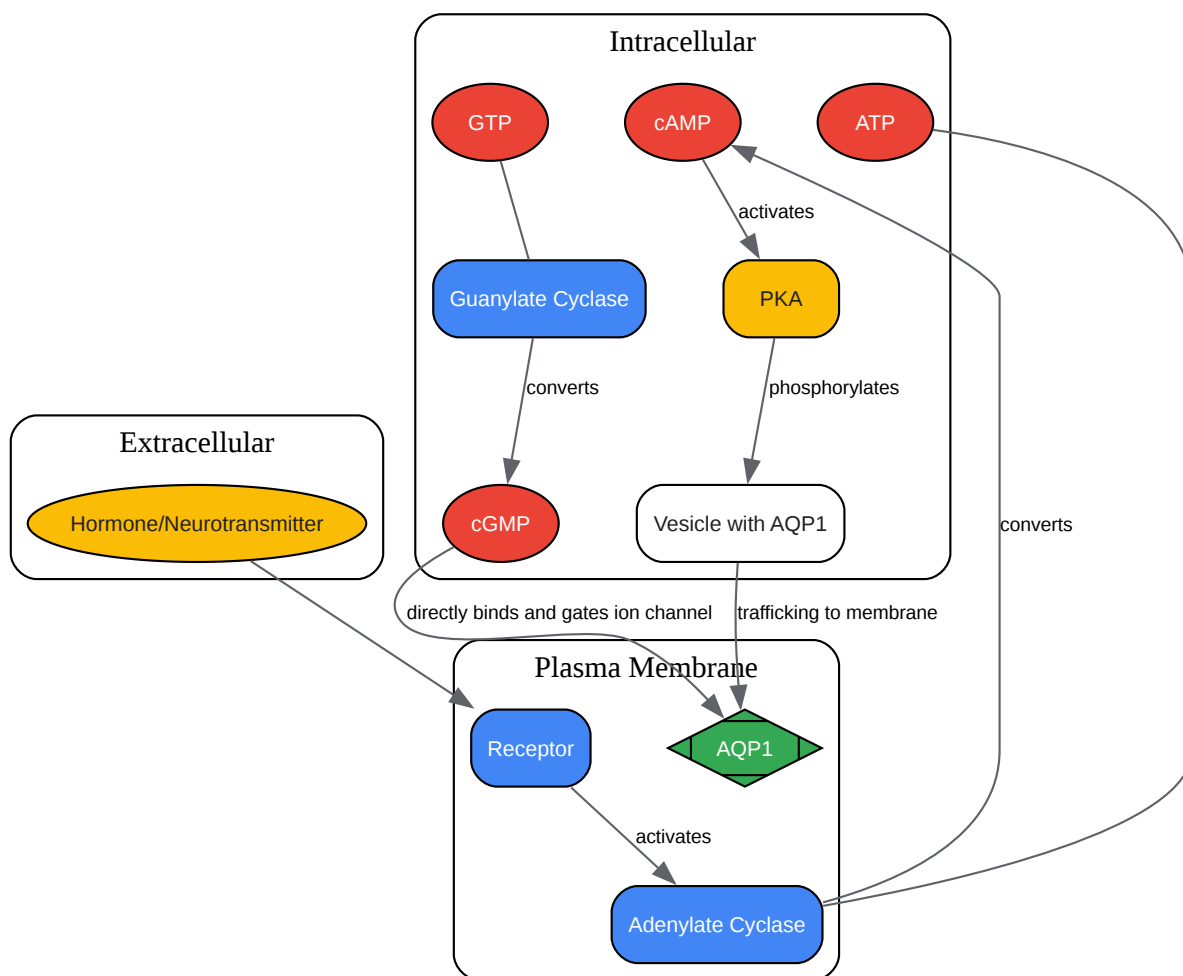 Intracellular
GTP
cAMP
ATP
activates
Guanylate Cyclase
PKA
converts
phosphorylates
Extracellular
Hormone/Neurotransmitter
cGMP
Vesicle with AQP1
converts
directly binds and gates ion channel
trafficking to membrane
Plasma Membrane
Receptor
AQP1
activates
Adenylate Cyclase